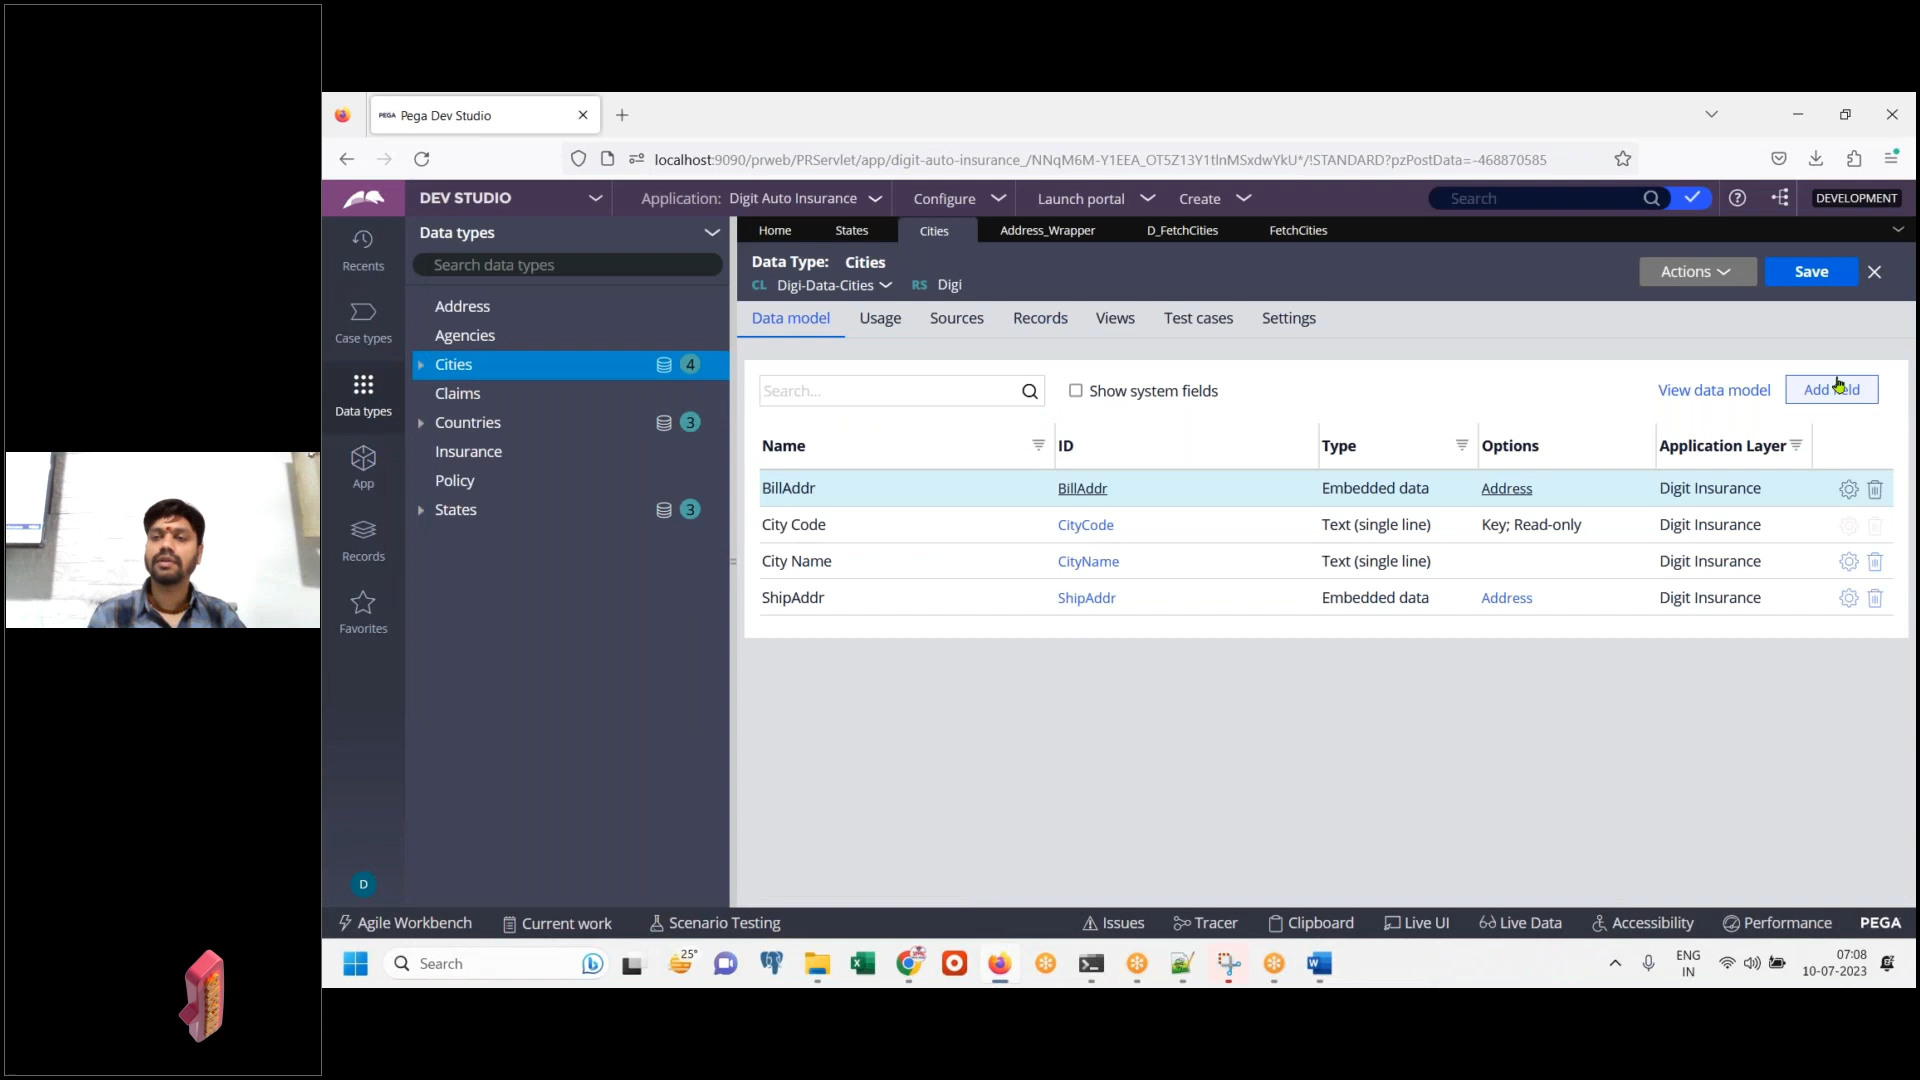 PEGA Pega Dev Studio
localhost:9090/prweb/PRServlet/app/digit-auto-insurance_/NNqM6M-Y1EEA_OT5Z13Y1tlnMSxdwYkU*/!STANDARD?pzPostData=-468870585
DEV STUDIO Application: Digit Auto Insurance Configure Launch portal Create Search DEVELOPMENT
Recents
Case types
Data types
App
Records
Favorites
D
Data types
Search data types
Address
Agencies
Cities 4
Claims
Countries 3
Insurance
Policy
States 3
Home States Cities Address_Wrapper D_FetchCities FetchCities
Data Type: Cities
CL Digi-Data-Cities RS Digi
Actions Save
Data model Usage Sources Records Views Test cases Settings
Search... Show system fields View data model Add field
Name ID Type Options Application Layer
BillAddr BillAddr Embedded data Address Digit Insurance
City Code CityCode Text (single line) Key; Read-only Digit Insurance
City Name CityName Text (single line) Digit Insurance
ShipAddr ShipAddr Embedded data Address Digit Insurance
Agile Workbench Current work Scenario Testing Issues Tracer Clipboard Live UI Live Data Accessibility Performance PEGA
Search 25° ENG IN 07:08
10-07-2023